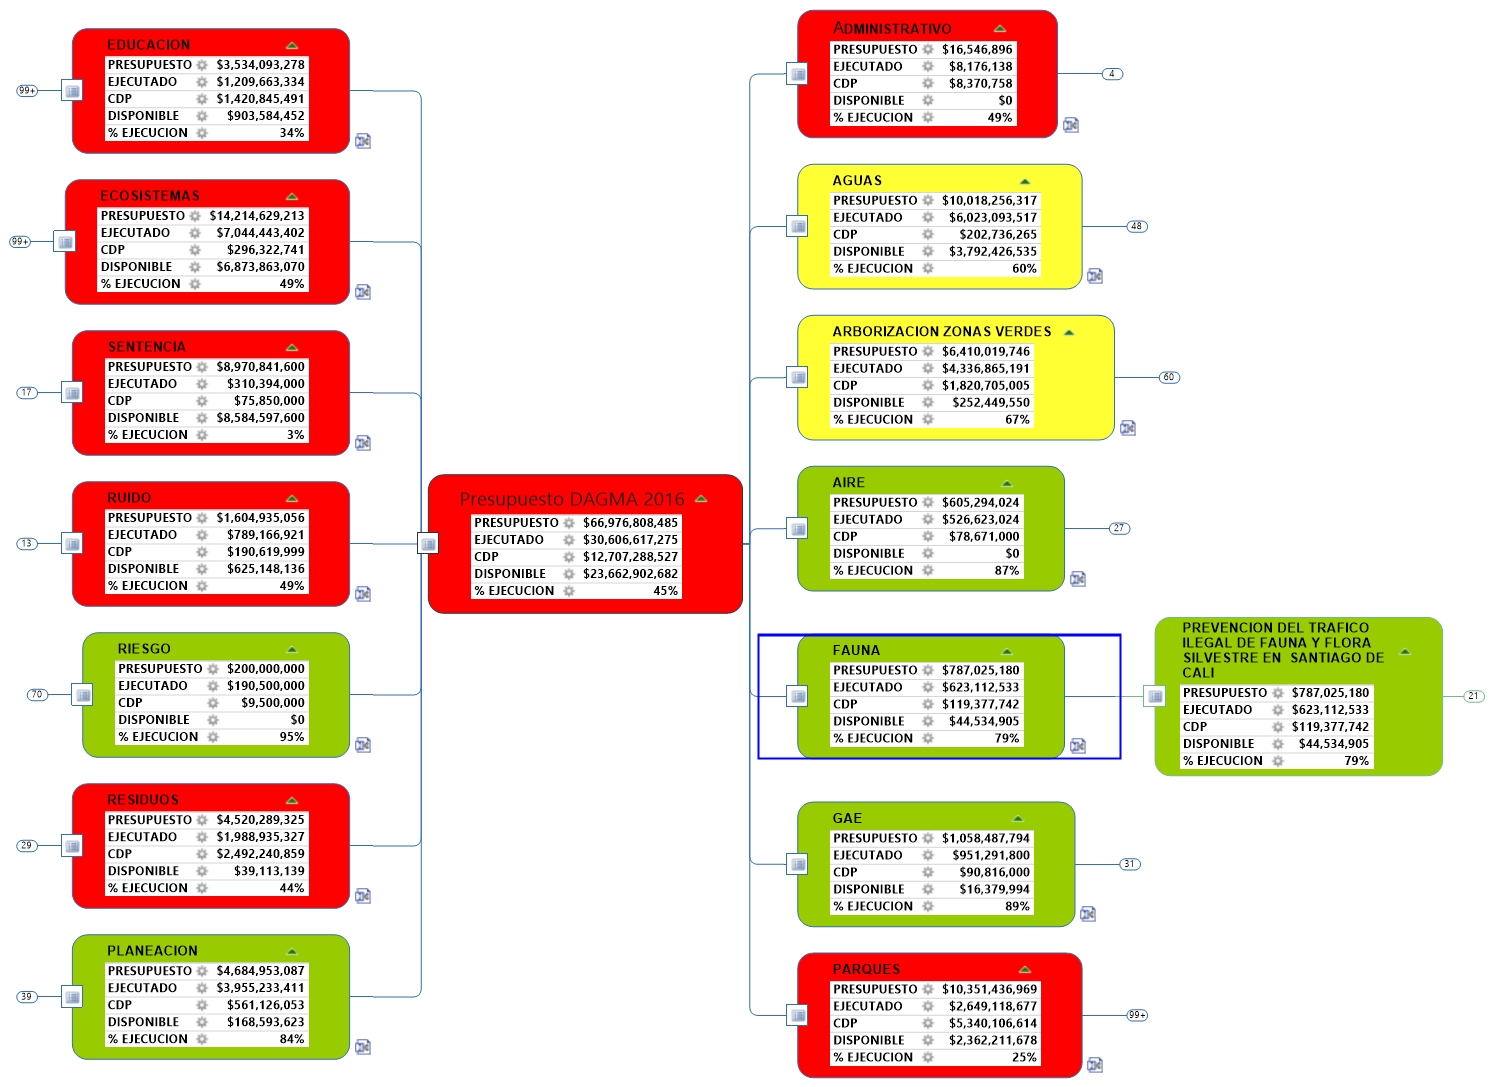 EDUCACION
PRESUPUESTO $3,534,093,278
EJECUTADO $1,209,663,334
CDP $1,420,845,491
DISPONIBLE $903,584,452
% EJECUCION 34%
99+
ECOSISTEMAS
PRESUPUESTO $14,214,629,213
EJECUTADO $7,044,443,402
CDP $296,322,741
DISPONIBLE $6,873,863,070
% EJECUCION 49%
99+
SENTENCIA
PRESUPUESTO $8,970,841,600
EJECUTADO $310,394,000
CDP $75,850,000
DISPONIBLE $8,584,597,600
% EJECUCION 3%
17
RUIDO
PRESUPUESTO $1,604,935,056
EJECUTADO $789,166,921
CDP $190,619,999
DISPONIBLE $625,148,136
% EJECUCION 49%
13
RIESGO
PRESUPUESTO $200,000,000
EJECUTADO $190,500,000
CDP $9,500,000
DISPONIBLE $0
% EJECUCION 95%
70
RESIDUOS
PRESUPUESTO $4,520,289,325
EJECUTADO $1,988,935,327
CDP $2,492,240,859
DISPONIBLE $39,113,139
% EJECUCION 44%
29
PLANEACION
PRESUPUESTO $4,684,953,087
EJECUTADO $3,955,233,411
CDP $561,126,053
DISPONIBLE $168,593,623
% EJECUCION 84%
39
Presupuesto DAGMA 2016
PRESUPUESTO $66,976,808,485
EJECUTADO $30,606,617,275
CDP $12,707,288,527
DISPONIBLE $23,662,902,682
% EJECUCION 45%
ADMINISTRATIVO
PRESUPUESTO $16,546,896
EJECUTADO $8,176,138
CDP $8,370,758
DISPONIBLE $0
% EJECUCION 49%
4
AGUAS
PRESUPUESTO $10,018,256,317
EJECUTADO $6,023,093,517
CDP $202,736,265
DISPONIBLE $3,792,426,535
% EJECUCION 60%
48
ARBORIZACION ZONAS VERDES
PRESUPUESTO $6,410,019,746
EJECUTADO $4,336,865,191
CDP $1,820,705,005
DISPONIBLE $252,449,550
% EJECUCION 67%
60
AIRE
PRESUPUESTO $605,294,024
EJECUTADO $526,623,024
CDP $78,671,000
DISPONIBLE $0
% EJECUCION 87%
27
FAUNA
PRESUPUESTO $787,025,180
EJECUTADO $623,112,533
CDP $119,377,742
DISPONIBLE $44,534,905
% EJECUCION 79%
PREVENCION DEL TRAFICO
ILEGAL DE FAUNA Y FLORA
SILVESTRE EN SANTIAGO DE
CALI
PRESUPUESTO $787,025,180
EJECUTADO $623,112,533
CDP $119,377,742
DISPONIBLE $44,534,905
% EJECUCION 79%
21
GAE
PRESUPUESTO $1,058,487,794
EJECUTADO $951,291,800
CDP $90,816,000
DISPONIBLE $16,379,994
% EJECUCION 89%
31
PARQUES
PRESUPUESTO $10,351,436,969
EJECUTADO $2,649,118,677
CDP $5,340,106,614
DISPONIBLE $2,362,211,678
% EJECUCION 25%
99+